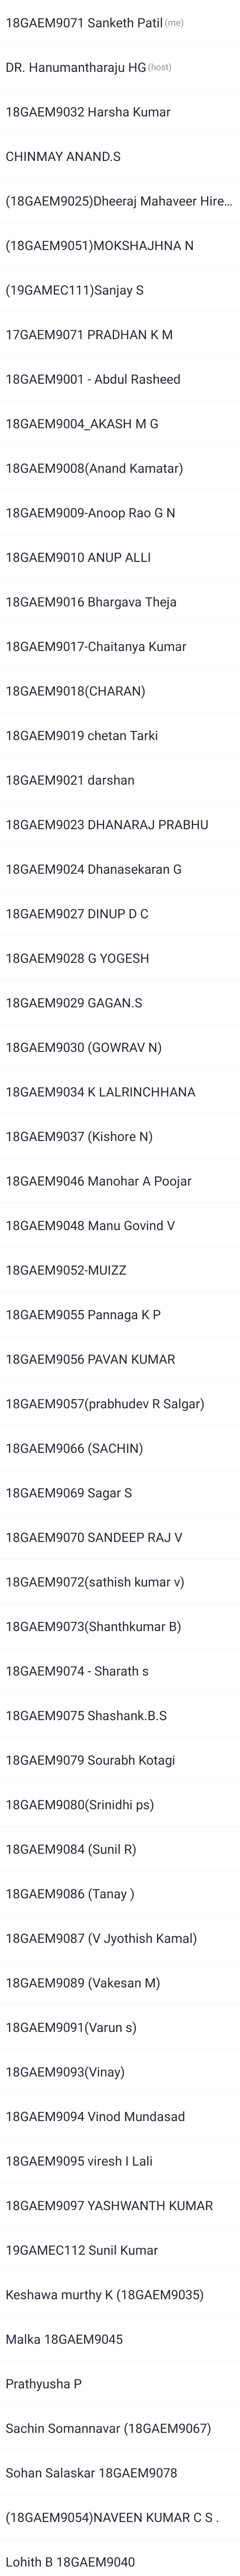 18GAEM9071 Sanketh Patil (me)
DR. Hanumantharaju HG (host)
18GAEM9032 Harsha Kumar
CHINMAY ANAND.S
(18GAEM9025)Dheeraj Mahaveer Hire...
(18GAEM9051)MOKSHAJHNA N
(19GAMEC111)Sanjay S
17GAEM9071 PRADHAN K M
18GAEM9001 - Abdul Rasheed
18GAEM9004_AKASH M G
18GAEM9008(Anand Kamatar)
18GAEM9009-Anoop Rao G N
18GAEM9010 ANUP ALLI
18GAEM9016 Bhargava Theja
18GAEM9017-Chaitanya Kumar
18GAEM9018(CHARAN)
18GAEM9019 chetan Tarki
18GAEM9021 darshan
18GAEM9023 DHANARAJ PRABHU
18GAEM9024 Dhanasekaran G
18GAEM9027 DINUP D C
18GAEM9028 G YOGESH
18GAEM9029 GAGAN.S
18GAEM9030 (GOWRAV N)
18GAEM9034 K LALRINCHHANA
18GAEM9037 (Kishore N)
18GAEM9046 Manohar A Poojar
18GAEM9048 Manu Govind V
18GAEM9052-MUIZZ
18GAEM9055 Pannaga K P
18GAEM9056 PAVAN KUMAR
18GAEM9057(prabhudev R Salgar)
18GAEM9066 (SACHIN)
18GAEM9069 Sagar S
18GAEM9070 SANDEEP RAJ V
18GAEM9072(sathish kumar v)
18GAEM9073(Shanthkumar B)
18GAEM9074 - Sharath s
18GAEM9075 Shashank.B.S
18GAEM9079 Sourabh Kotagi
18GAEM9080(Srinidhi ps)
18GAEM9084 (Sunil R)
18GAEM9086 (Tanay )
18GAEM9087 (V Jyothish Kamal)
18GAEM9089 (Vakesan M)
18GAEM9091(Varun s)
18GAEM9093(Vinay)
18GAEM9094 Vinod Mundasad
18GAEM9095 viresh I Lali
18GAEM9097 YASHWANTH KUMAR
19GAMEC112 Sunil Kumar
Keshawa murthy K (18GAEM9035)
Malka 18GAEM9045
Prathyusha P
Sachin Somannavar (18GAEM9067)
Sohan Salaskar 18GAEM9078
(18GAEM9054)NAVEEN KUMAR C S .
Lohith B 18GAEM9040